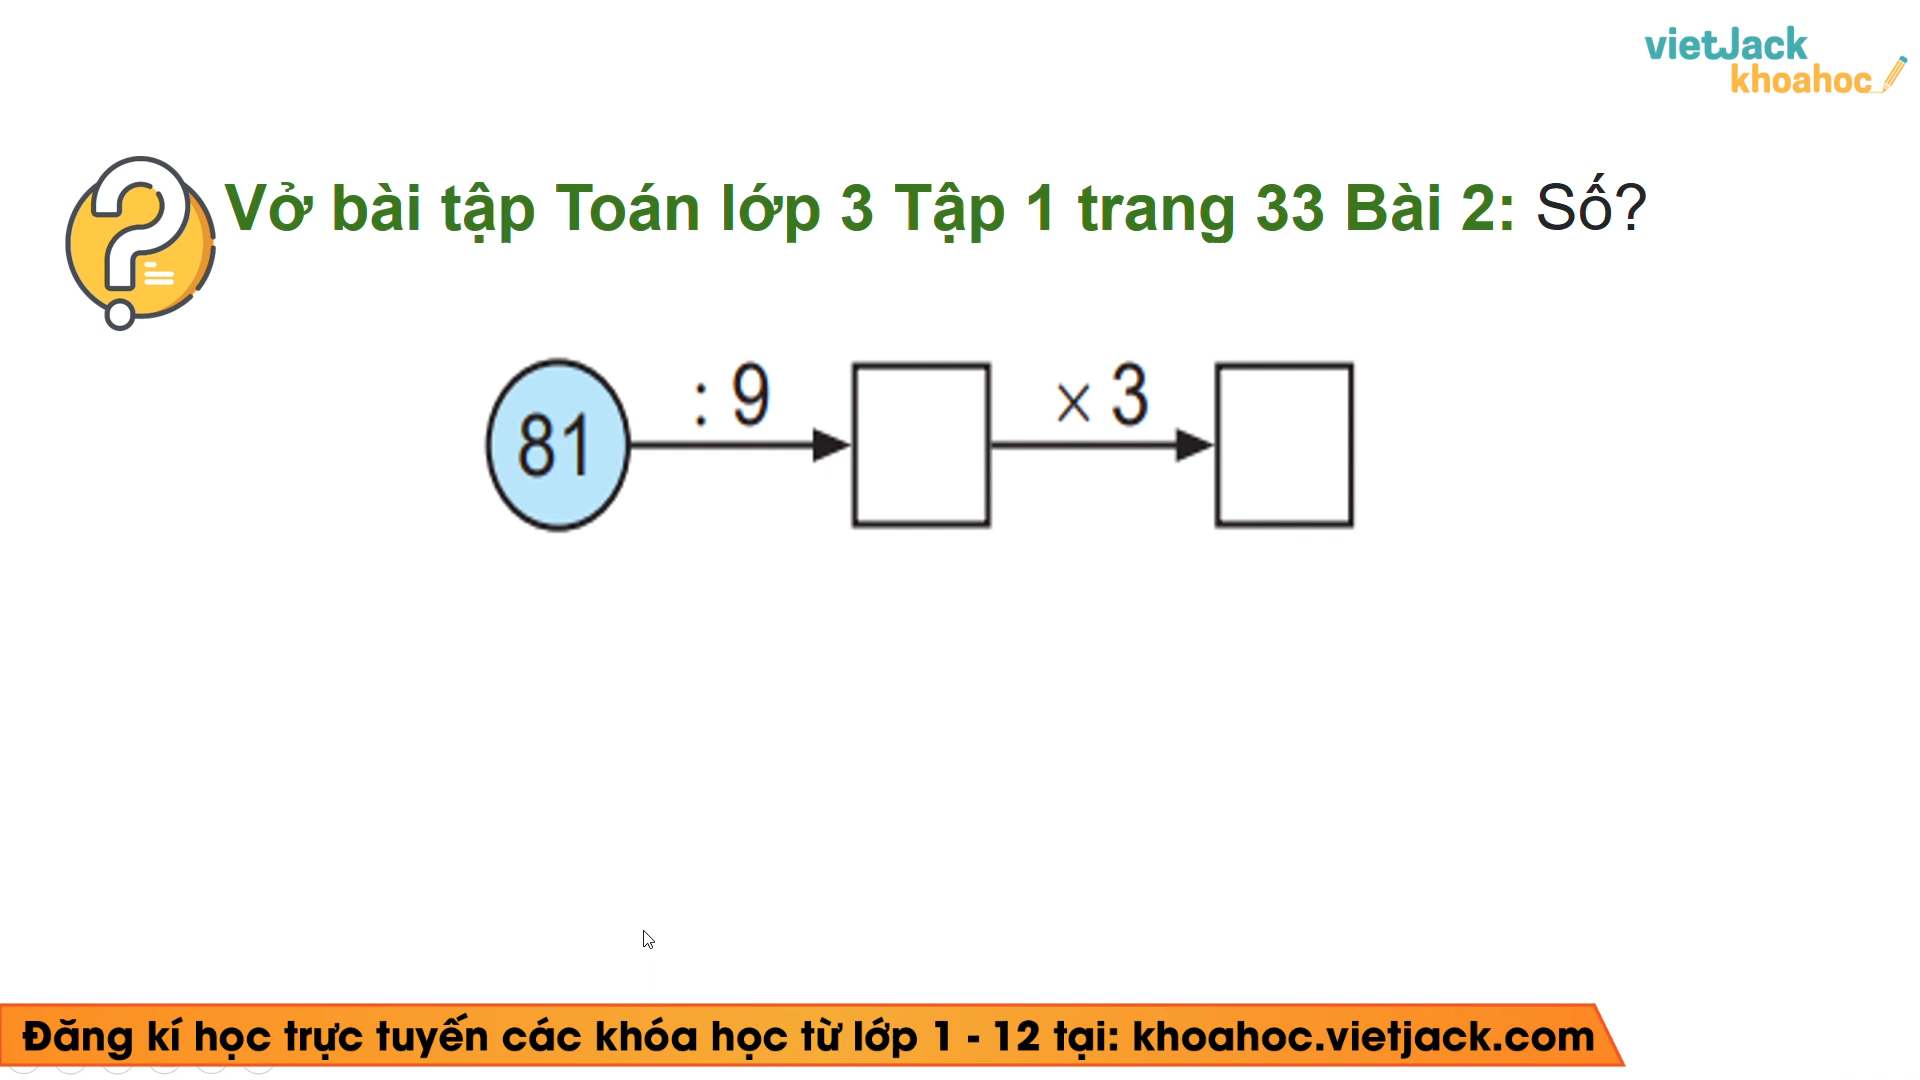 vietJack
khoahoc
Vở bài tập Toán lớp 3 Tập 1 trang 33 Bài 2: Số?
81 : 9 × 3
Đăng kí học trực tuyến các khóa học từ lớp 1 - 12 tại: khoahoc.vietjack.com